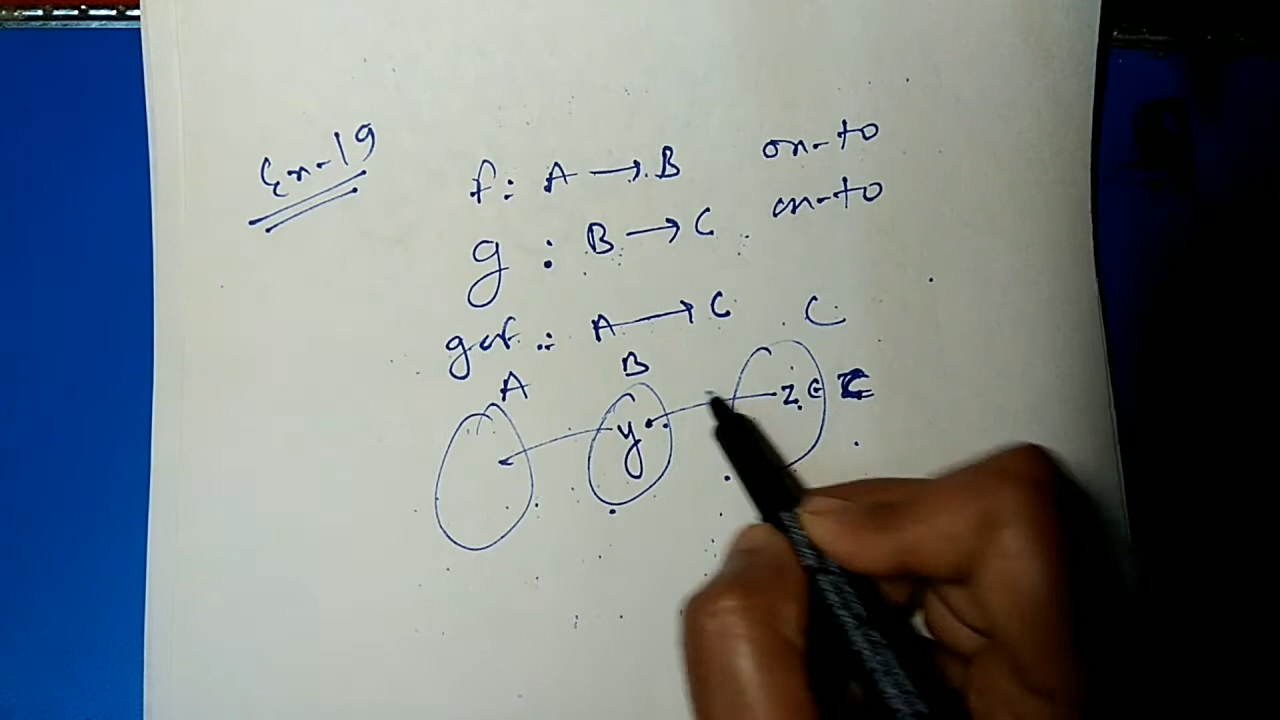 Ex-19
f: A → B on-to
g : B → C on-to
gof : A → C
A B C
y z ∈ C